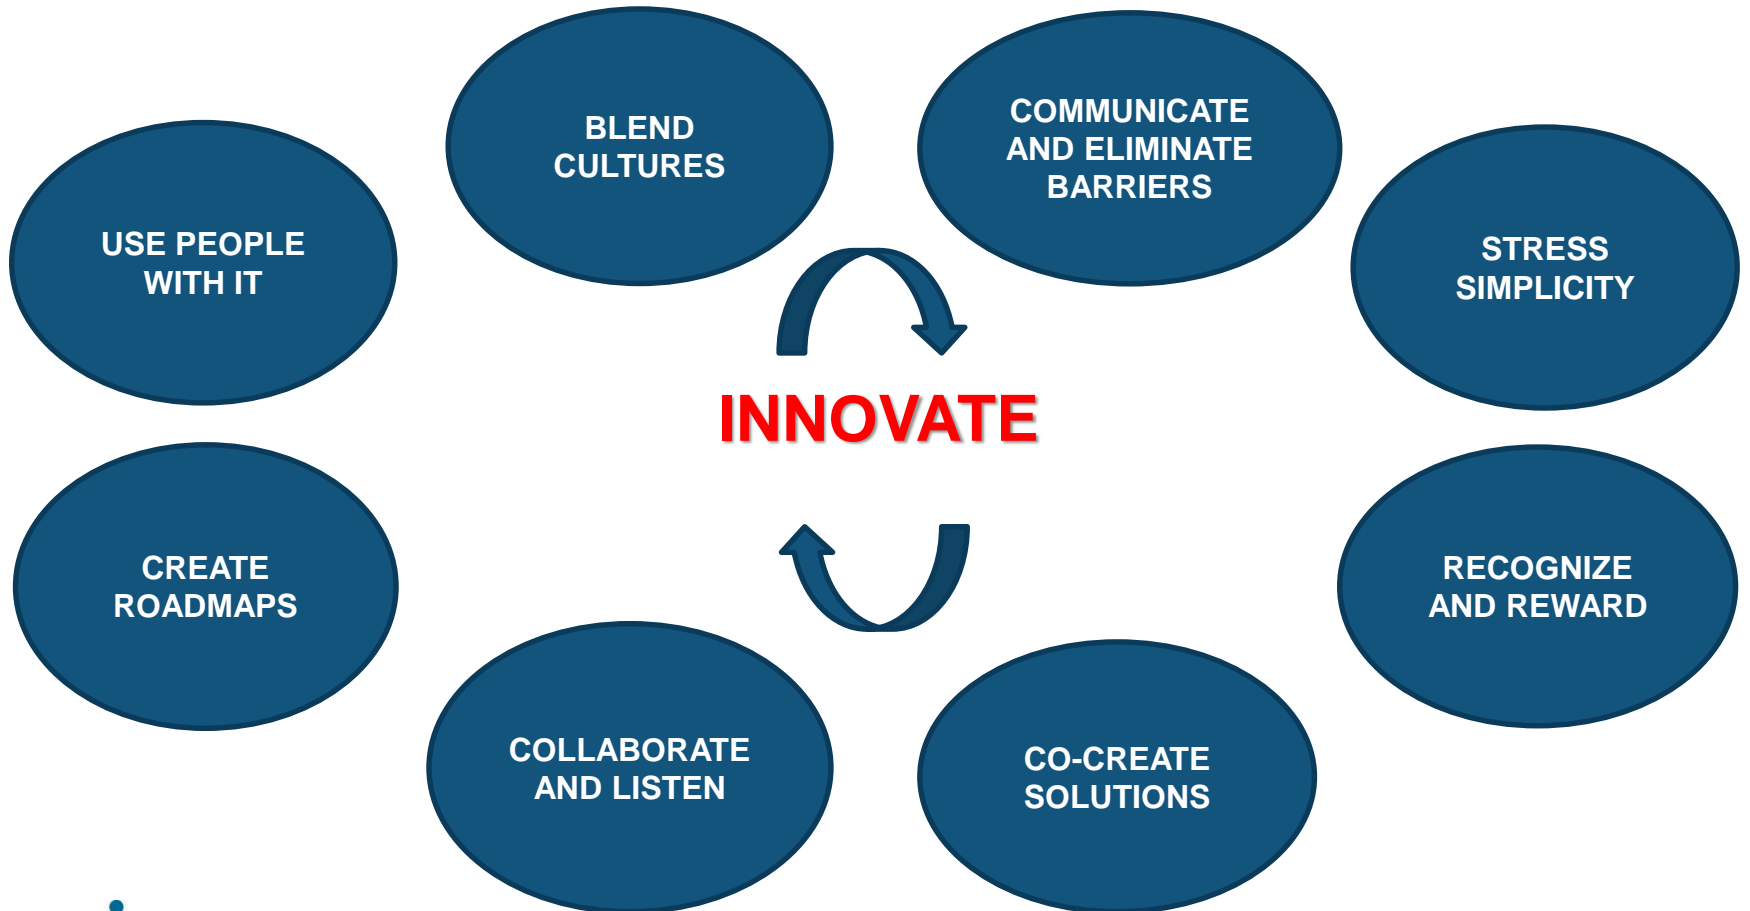 BLEND
CULTURES
COMMUNICATE
AND ELIMINATE
BARRIERS
USE PEOPLE
WITH IT
STRESS
SIMPLICITY
INNOVATE
CREATE
ROADMAPS
RECOGNIZE
AND REWARD
COLLABORATE
AND LISTEN
CO-CREATE
SOLUTIONS